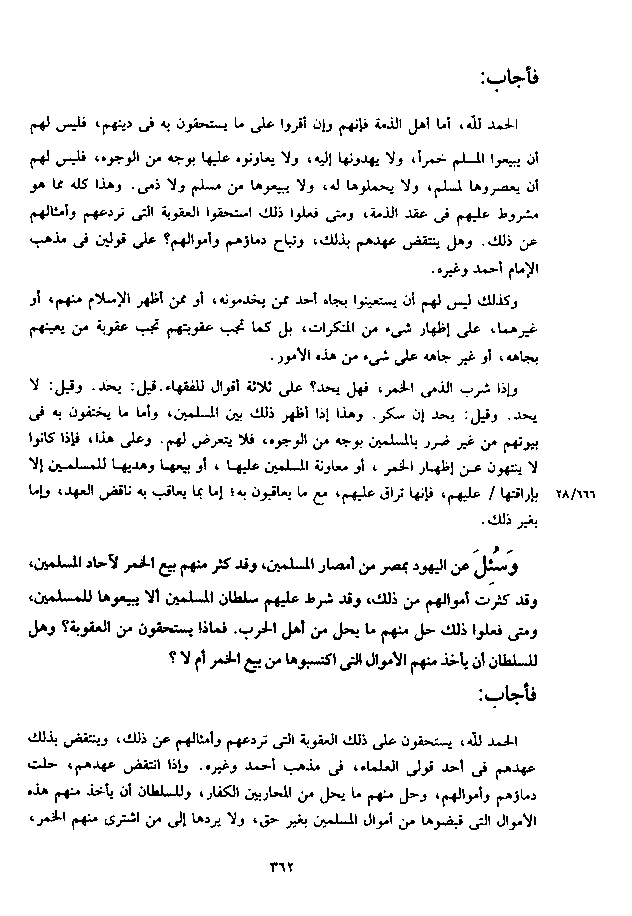 فأجاب:
الحمد لله، أما أهل الذمة فإنهم وإن أقروا على ما يستحقون به فى دينهم، فليس لهم
أن يبيعوا المسلم خمراً، ولا يهدونها إليه، ولا يعاونوه عليها بوجه من الوجوه، فليس لهم
أن يعصروها لمسلم، ولا يحملوها له، ولا يبيعوها من مسلم ولا ذمى. وهذا كله مما هو
مشروط عليهم فى عقد الذمة، ومتى فعلوا ذلك استحقوا العقوبة التى تردعهم وأمثالهم
عن ذلك. وهل ينتقض عهدهم بذلك، وتباح دماؤهم وأموالهم؟ على قولين فى مذهب
الإمام أحمد وغيره.
وكذلك ليس لهم أن يستعينوا بجاه أحد ممن يخدمونه، أو ممن أظهر الإسلام منهم، أو
غيرهما، على إظهار شىء من المنكرات، بل كما تجب عقوبتهم تجب عقوبة من يعينهم
بجاهه، أو غير جاهه على شىء من هذه الأمور.
وإذا شرب الذمى الخمر، فهل يحد؟ على ثلاثة أقوال للفقهاء. قيل: يحد. وقيل: لا
يحد. وقيل: يحد إن سكر. وهذا إذا أظهر ذلك بين المسلمين، وأما ما يختفون به فى
بيوتهم من غير ضرر بالمسلمين بوجه من الوجوه، فلا يتعرض لهم. وعلى هذا، فإذا كانوا
لا ينتهون عـن إظهـار الخمر ، أو معاونة المسلمين عليهـا ، أو بيعهـا وهديهـا للمسلمـين إلا
بإراقتها / عليهم، فإنها تراق عليهم، مع ما يعاقبون به؛ إما بما يعاقب به ناقض العهد، وإما ٢٨/٦٦٦
بغير ذلك.
وَسُئِلَ عن اليهود بمصر من أمصار المسلمين، وقد كثر منهم بيع الخمر لآحاد المسلمين،
وقد كثرت أموالهم من ذلك، وقد شرط عليهم سلطان المسلمين ألا يبيعوها للمسلمين،
ومتى فعلوا ذلك حل منهم ما يحل من أهل الحرب. فماذا يستحقون من العقوبة؟ وهل
للسلطان أن يأخذ منهم الأموال التى اكتسبوها من بيع الخمر أم لا ؟
فأجاب:
الحمد لله، يستحقون على ذلك العقوبة التى تردعهم وأمثالهم عن ذلك، وينتقض بذلك
عهدهم فى أحد قولى العلماء، فى مذهب أحمد وغيره. وإذا انتقض عهدهم، حلت
دماؤهم وأموالهم، وحل منهم ما يحل من المحاربين الكفار، وللسلطان أن يأخذ منهم هذه
الأموال التى قبضوها من أموال المسلمين بغير حق، ولا يردها إلى من اشترى منهم الخمر،
٣٦٢